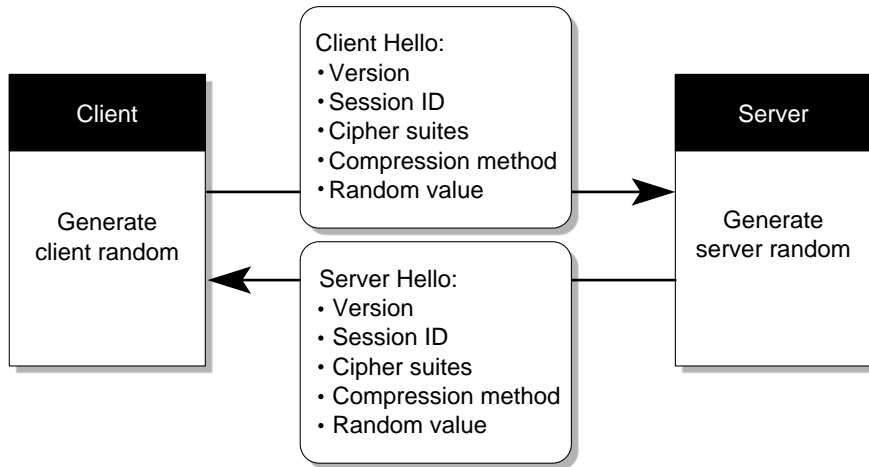 Client
Generate
client random
Client Hello:
• Version
• Session ID
• Cipher suites
• Compression method
• Random value
Server Hello:
• Version
• Session ID
• Cipher suites
• Compression method
• Random value
Server
Generate
server random